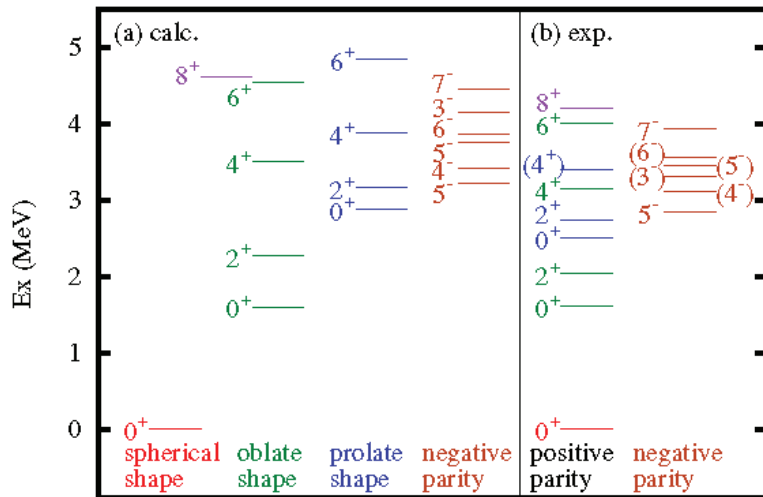 (a) calc.
(b) exp.
Ex (MeV)
5
4
3
2
1
0
8⁺
0⁺
spherical
shape
6⁺
4⁺
2⁺
0⁺
oblate
shape
6⁺
4⁺
2⁺
0⁺
prolate
shape
7⁻
3⁻
6⁻
5⁻
4⁻
5⁻
negative
parity
8⁺
6⁺
(4⁺)
4⁺
2⁺
0⁺
2⁺
0⁺
0⁺
positive
parity
7⁻
(6⁻)
(5⁻)
(3⁻)
(4⁻)
5⁻
negative
parity